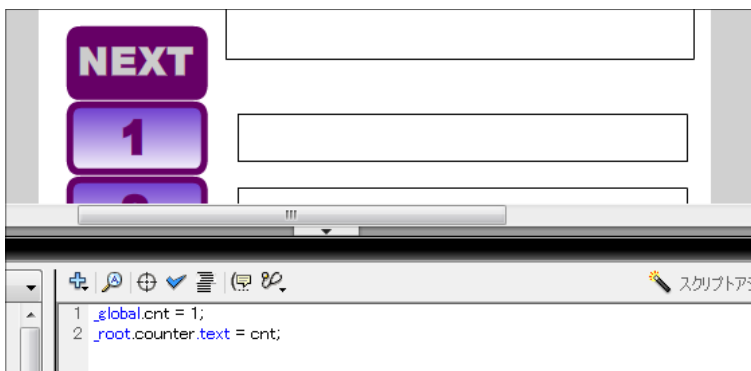 NEXT
1
スクリプトア
1 _global.cnt = 1;
2 _root.counter.text = cnt;